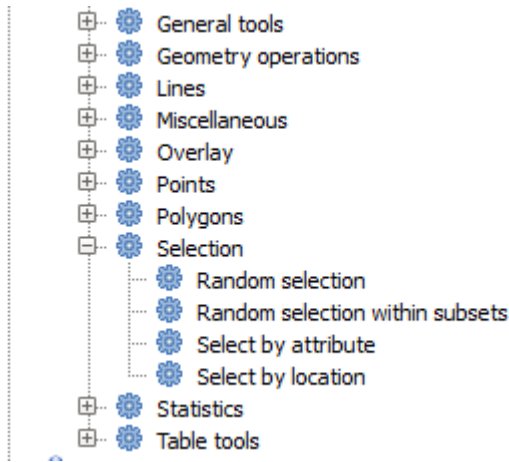 General tools
Geometry operations
Lines
Miscellaneous
Overlay
Points
Polygons
Selection
Random selection
Random selection within subsets
Select by attribute
Select by location
Statistics
Table tools